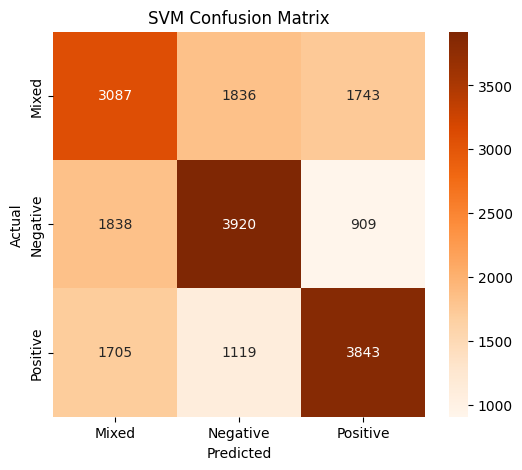 SVM Confusion Matrix
Actual
Mixed
Negative
Positive
3087 1836 1743
1838 3920 909
1705 1119 3843
Mixed Negative Positive
Predicted
3500
3000
2500
2000
1500
1000